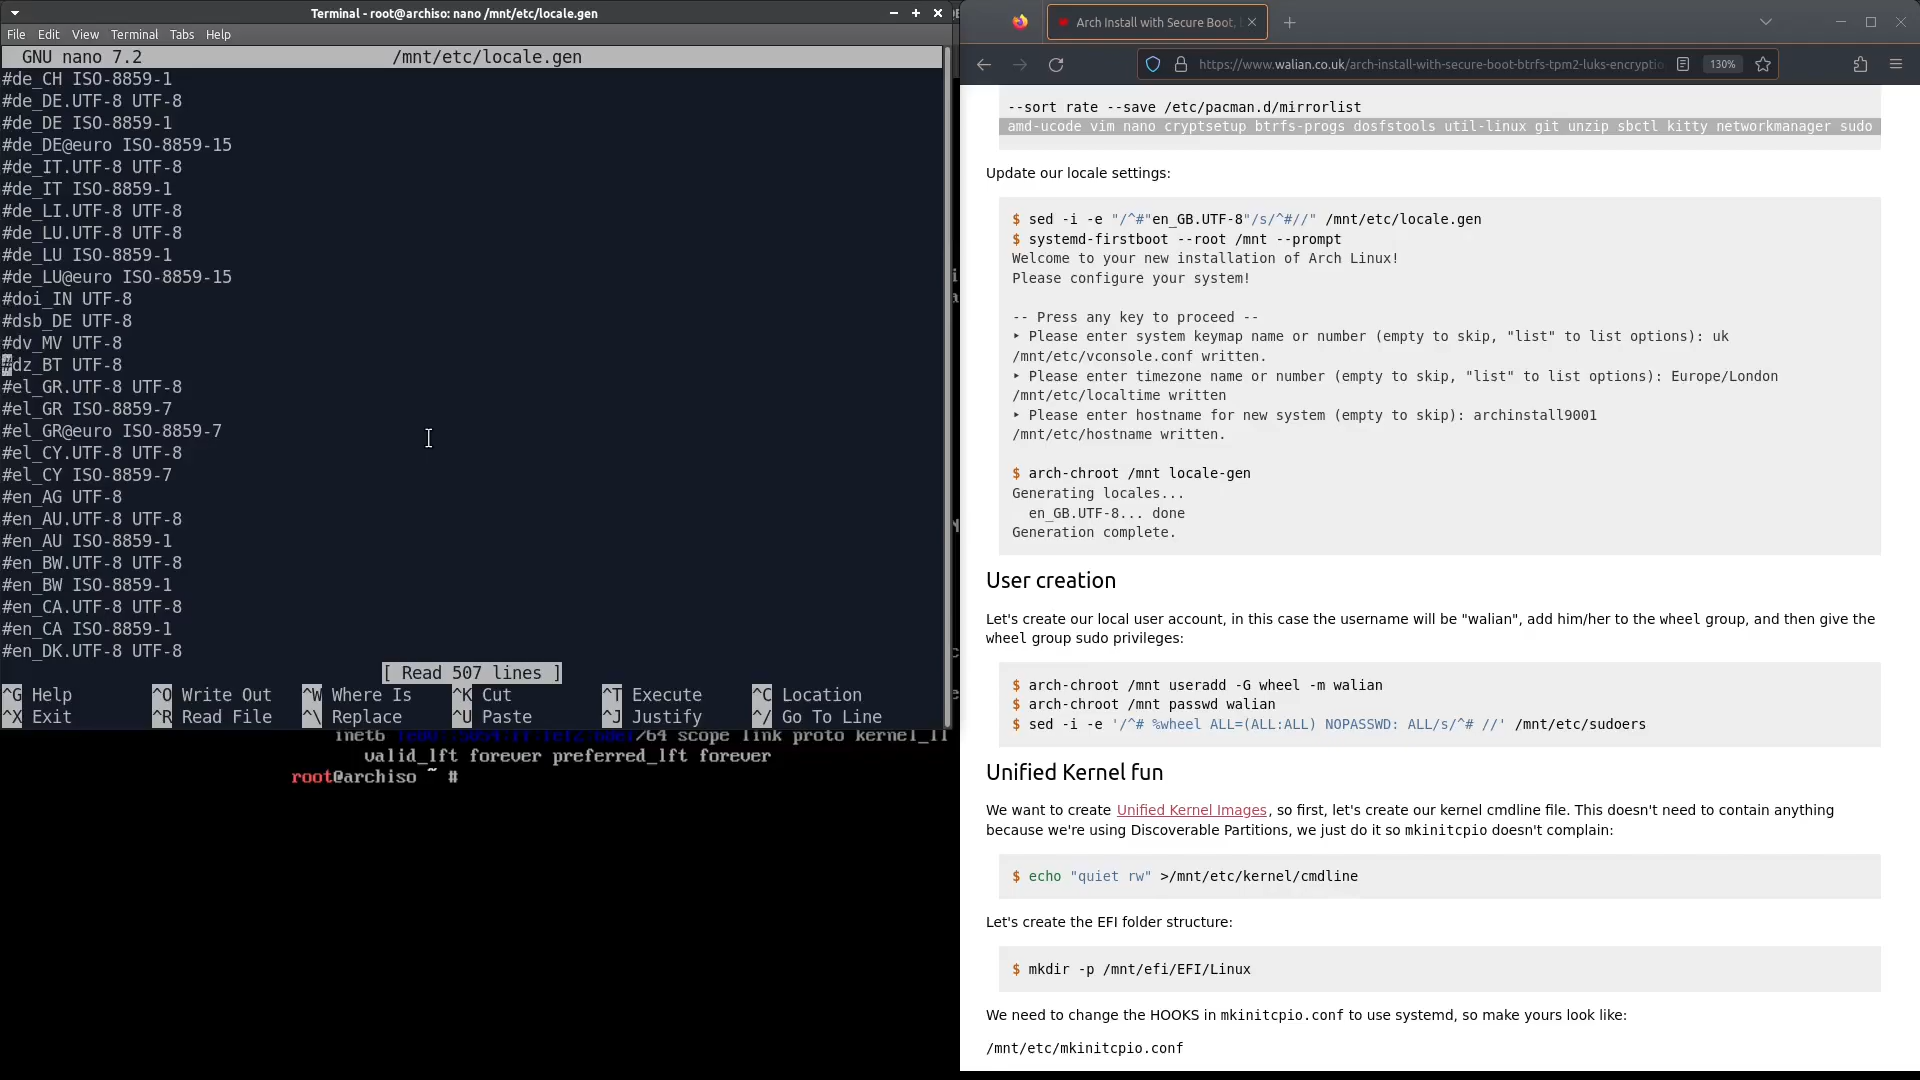 Terminal - root@archiso: nano /mnt/etc/locale.gen
File Edit View Terminal Tabs Help
GNU nano 7.2 /mnt/etc/locale.gen
#de_CH ISO-8859-1
#de_DE.UTF-8 UTF-8
#de_DE ISO-8859-1
#de_DE@euro ISO-8859-15
#de_IT.UTF-8 UTF-8
#de_IT ISO-8859-1
#de_LI.UTF-8 UTF-8
#de_LU.UTF-8 UTF-8
#de_LU ISO-8859-1
#de_LU@euro ISO-8859-15
#doi_IN UTF-8
#dsb_DE UTF-8
#dv_MV UTF-8
#dz_BT UTF-8
#el_GR.UTF-8 UTF-8
#el_GR ISO-8859-7
#el_GR@euro ISO-8859-7
#el_CY.UTF-8 UTF-8
#el_CY ISO-8859-7
#en_AG UTF-8
#en_AU.UTF-8 UTF-8
#en_AU ISO-8859-1
#en_BW.UTF-8 UTF-8
#en_BW ISO-8859-1
#en_CA.UTF-8 UTF-8
#en_CA ISO-8859-1
#en_DK.UTF-8 UTF-8
[ Read 507 lines ]
^G Help ^O Write Out ^W Where Is ^K Cut ^T Execute ^C Location
^X Exit ^R Read File ^\ Replace ^U Paste ^J Justify ^/ Go To Line
inet6 /64 scope link proto kernel_ll
valid_lft forever preferred_lft forever
root@archiso ~ #
Arch Install with Secure Boot,
https://www.walian.co.uk/arch-install-with-secure-boot-btrfs-tpm2-luks-encryptio
130%
--sort rate --save /etc/pacman.d/mirrorlist
amd-ucode vim nano cryptsetup btrfs-progs dosfstools util-linux git unzip sbctl kitty networkmanager sudo
Update our locale settings:
$ sed -i -e "/^#"en_GB.UTF-8"/s/^#//" /mnt/etc/locale.gen
$ systemd-firstboot --root /mnt --prompt
Welcome to your new installation of Arch Linux!
Please configure your system!
-- Press any key to proceed --
‣ Please enter system keymap name or number (empty to skip, "list" to list options): uk
/mnt/etc/vconsole.conf written.
‣ Please enter timezone name or number (empty to skip, "list" to list options): Europe/London
/mnt/etc/localtime written
‣ Please enter hostname for new system (empty to skip): archinstall9001
/mnt/etc/hostname written.
$ arch-chroot /mnt locale-gen
Generating locales...
en_GB.UTF-8... done
Generation complete.
User creation
Let's create our local user account, in this case the username will be "walian", add him/her to the wheel group, and then give the
wheel group sudo privileges:
$ arch-chroot /mnt useradd -G wheel -m walian
$ arch-chroot /mnt passwd walian
$ sed -i -e '/^# %wheel ALL=(ALL:ALL) NOPASSWD: ALL/s/^# //' /mnt/etc/sudoers
Unified Kernel fun
We want to create Unified Kernel Images, so first, let's create our kernel cmdline file. This doesn't need to contain anything
because we're using Discoverable Partitions, we just do it so mkinitcpio doesn't complain:
$ echo "quiet rw" >/mnt/etc/kernel/cmdline
Let's create the EFI folder structure:
$ mkdir -p /mnt/efi/EFI/Linux
We need to change the HOOKS in mkinitcpio.conf to use systemd, so make yours look like:
/mnt/etc/mkinitcpio.conf